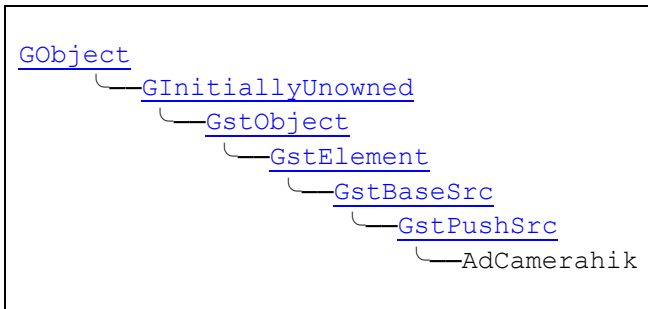 GObject
╰──GInitiallyUnowned
╰──GstObject
╰──GstElement
╰──GstBaseSrc
╰──GstPushSrc
╰──AdCamerahik